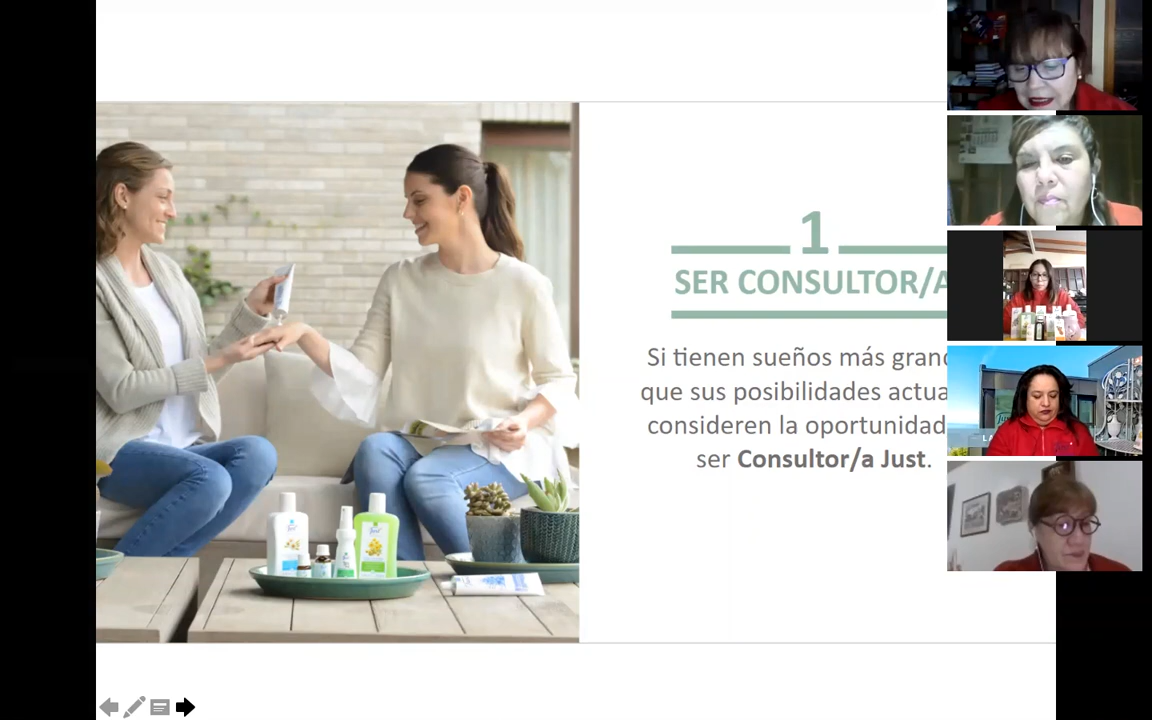 1
SER CONSULTOR/A
Si tienen sueños más grand
que sus posibilidades actua
consideren la oportunidad
ser Consultor/a Just.